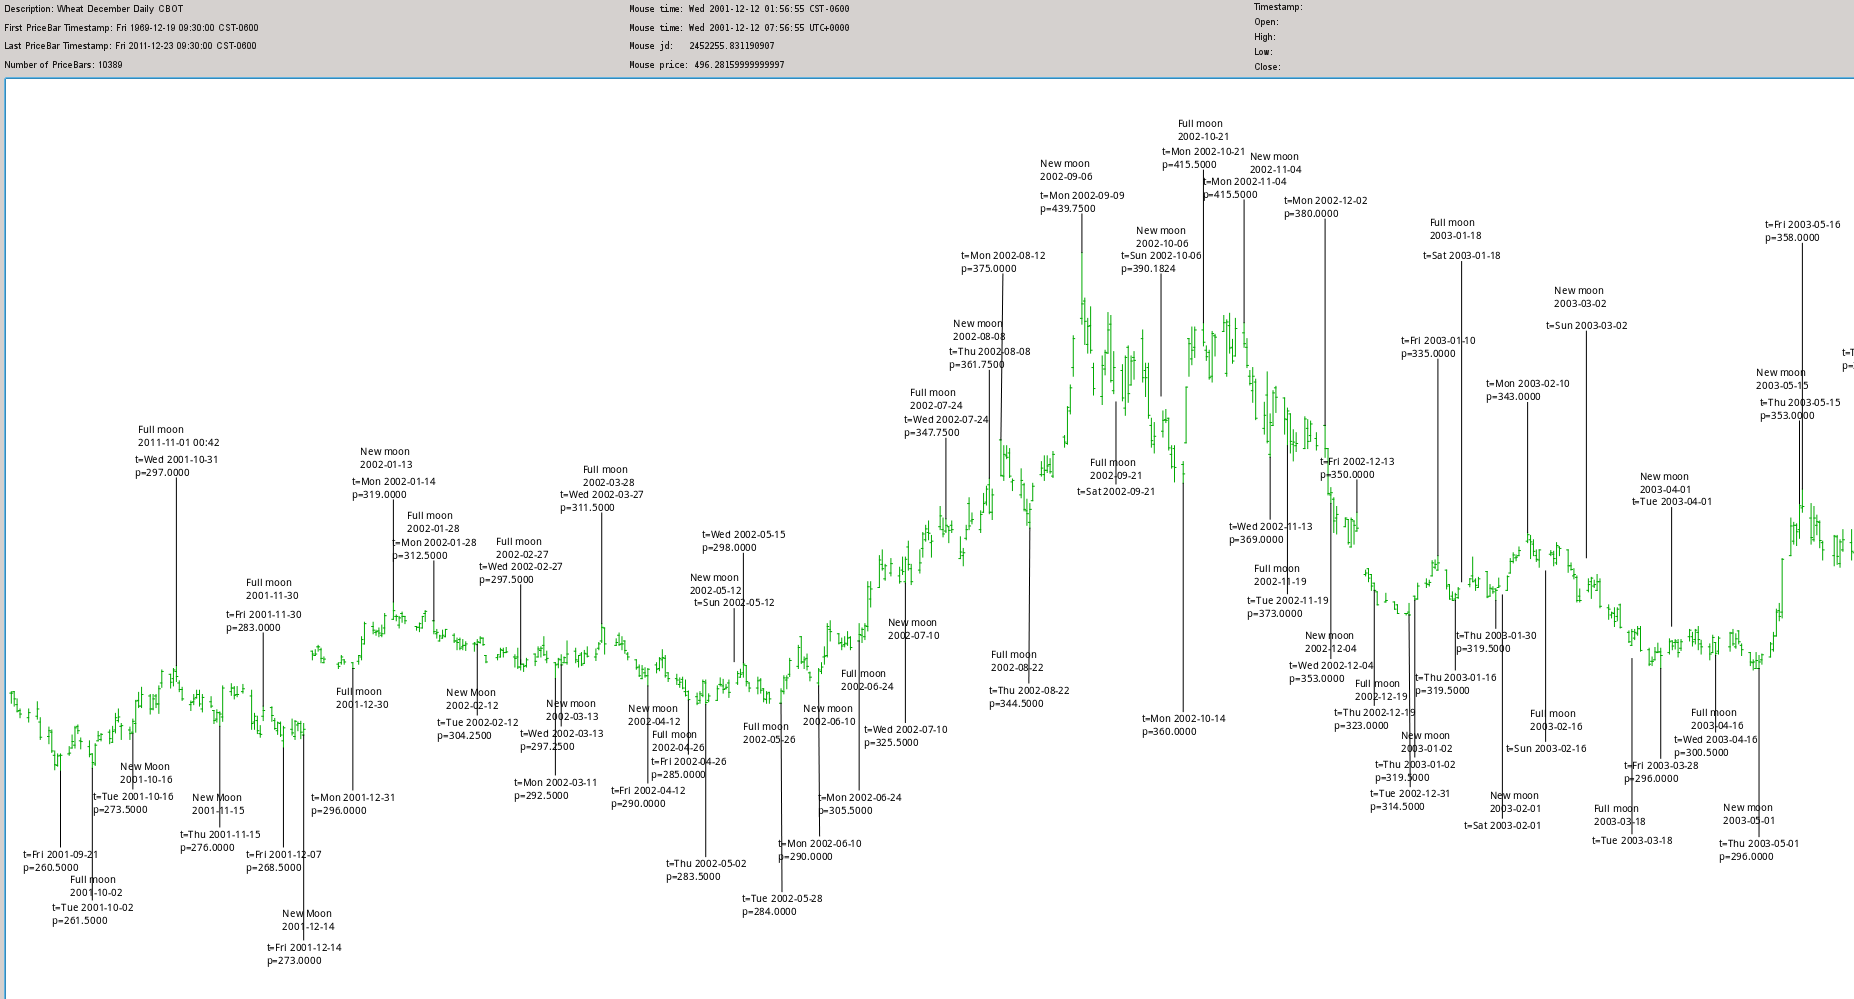 Description: Wheat December Daily CBOT
First PriceBar Timestamp: Fri 1969-12-19 09:30:00 CST-0600
Last PriceBar Timestamp: Fri 2011-12-23 09:30:00 CST-0600
Number of PriceBars: 10389
Mouse time: Wed 2001-12-12 01:56:55 CST-0600
Mouse time: Wed 2001-12-12 07:56:55 UTC+0000
Mouse jd: 2452255.831190907
Mouse price: 496.28159999999997
Timestamp:
Open:
High:
Low:
Close:
t=Fri 2001-09-21
p=260.5000
Full moon
2001-10-02
t=Tue 2001-10-02
p=261.5000
New Moon
2001-10-16
t=Tue 2001-10-16
p=273.5000
Full moon
2011-11-01 00:42
t=Wed 2001-10-31
p=297.0000
New Moon
2001-11-15
t=Thu 2001-11-15
p=276.0000
Full moon
2001-11-30
t=Fri 2001-11-30
p=283.0000
t=Fri 2001-12-07
p=268.5000
New Moon
2001-12-14
t=Fri 2001-12-14
p=273.0000
Full moon
2001-12-30
t=Mon 2001-12-31
p=296.0000
New moon
2002-01-13
t=Mon 2002-01-14
p=319.0000
Full moon
2002-01-28
t=Mon 2002-01-28
p=312.5000
New Moon
2002-02-12
t=Tue 2002-02-12
p=304.2500
Full moon
2002-02-27
t=Wed 2002-02-27
p=297.5000
New moon
2002-03-13
t=Wed 2002-03-13
p=297.2500
t=Mon 2002-03-11
p=292.5000
Full moon
2002-03-28
t=Wed 2002-03-27
p=311.5000
New moon
2002-04-12
t=Fri 2002-04-12
p=290.0000
Full moon
2002-04-26
t=Fri 2002-04-26
p=285.0000
t=Thu 2002-05-02
p=283.5000
New moon
2002-05-12
t=Sun 2002-05-12
t=Wed 2002-05-15
p=298.0000
Full moon
2002-05-26
t=Tue 2002-05-28
p=284.0000
New moon
2002-06-10
t=Mon 2002-06-10
p=290.0000
Full moon
2002-06-24
t=Mon 2002-06-24
p=305.5000
New moon
2002-07-10
t=Wed 2002-07-10
p=325.5000
Full moon
2002-07-24
t=Wed 2002-07-24
p=347.7500
New moon
2002-08-08
t=Thu 2002-08-08
p=361.7500
t=Mon 2002-08-12
p=375.0000
Full moon
2002-08-22
t=Thu 2002-08-22
p=344.5000
New moon
2002-09-06
t=Mon 2002-09-09
p=439.7500
Full moon
2002-09-21
t=Sat 2002-09-21
New moon
2002-10-06
t=Sun 2002-10-06
p=390.1824
t=Mon 2002-10-14
p=360.0000
Full moon
2002-10-21
t=Mon 2002-10-21
p=415.5000
New moon
2002-11-04
t=Mon 2002-11-04
p=415.5000
t=Wed 2002-11-13
p=369.0000
Full moon
2002-11-19
t=Tue 2002-11-19
p=373.0000
t=Mon 2002-12-02
p=380.0000
New moon
2002-12-04
t=Wed 2002-12-04
p=353.0000
t=Fri 2002-12-13
p=350.0000
Full moon
2002-12-19
t=Thu 2002-12-19
p=323.0000
New moon
2003-01-02
t=Thu 2003-01-02
p=319.5000
t=Tue 2002-12-31
p=314.5000
t=Fri 2003-01-10
p=335.0000
Full moon
2003-01-18
t=Sat 2003-01-18
t=Thu 2003-01-16
p=319.5000
t=Thu 2003-01-30
p=319.5000
New moon
2003-02-01
t=Sat 2003-02-01
t=Mon 2003-02-10
p=343.0000
Full moon
2003-02-16
t=Sun 2003-02-16
New moon
2003-03-02
t=Sun 2003-03-02
Full moon
2003-03-18
t=Tue 2003-03-18
t=Fri 2003-03-28
p=296.0000
New moon
2003-04-01
t=Tue 2003-04-01
Full moon
2003-04-16
t=Wed 2003-04-16
p=300.5000
New moon
2003-05-01
t=Thu 2003-05-01
p=296.0000
New moon
2003-05-15
t=Thu 2003-05-15
p=353.0000
t=Fri 2003-05-16
p=358.0000